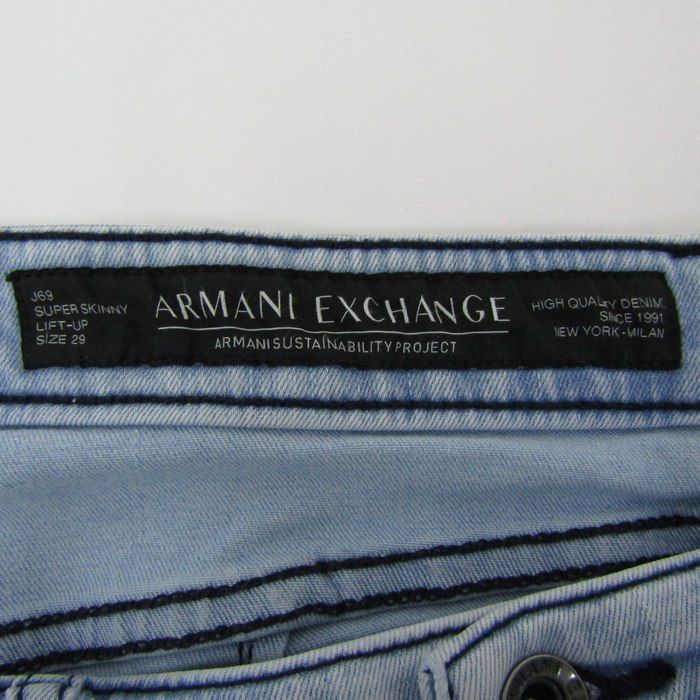 J69
SUPER SKINNY
LIFT-UP
SIZE 29
ARMANI EXCHANGE
ARMANI SUSTAINABILITY PROJECT
HIGH QUALITY DENIM
SINCE 1991
NEW YORK-MILAN